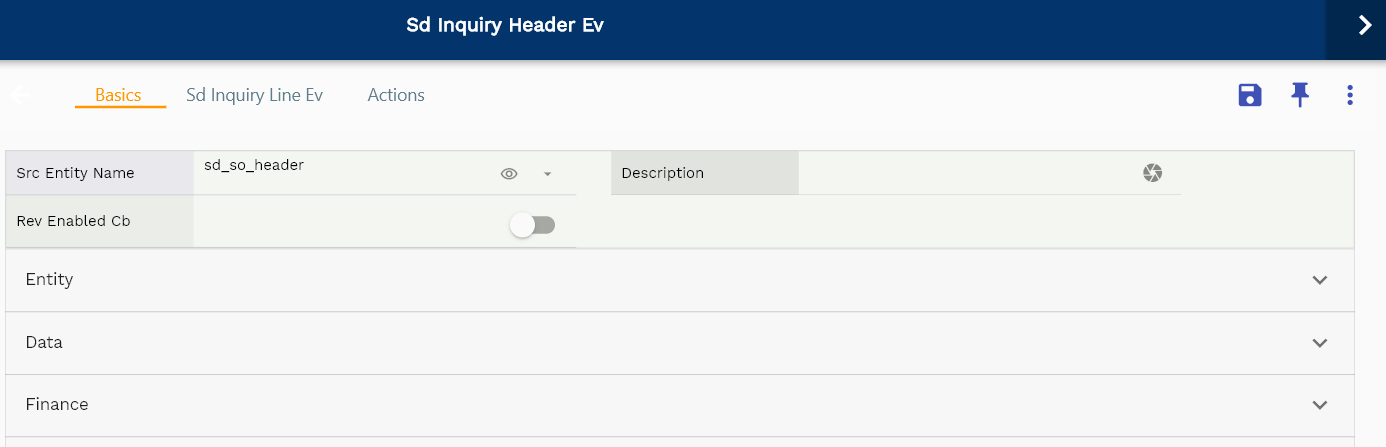 Sd Inquiry Header Ev
Basics Sd Inquiry Line Ev Actions
Src Entity Name sd_so_header Description
Rev Enabled Cb
Entity
Data
Finance